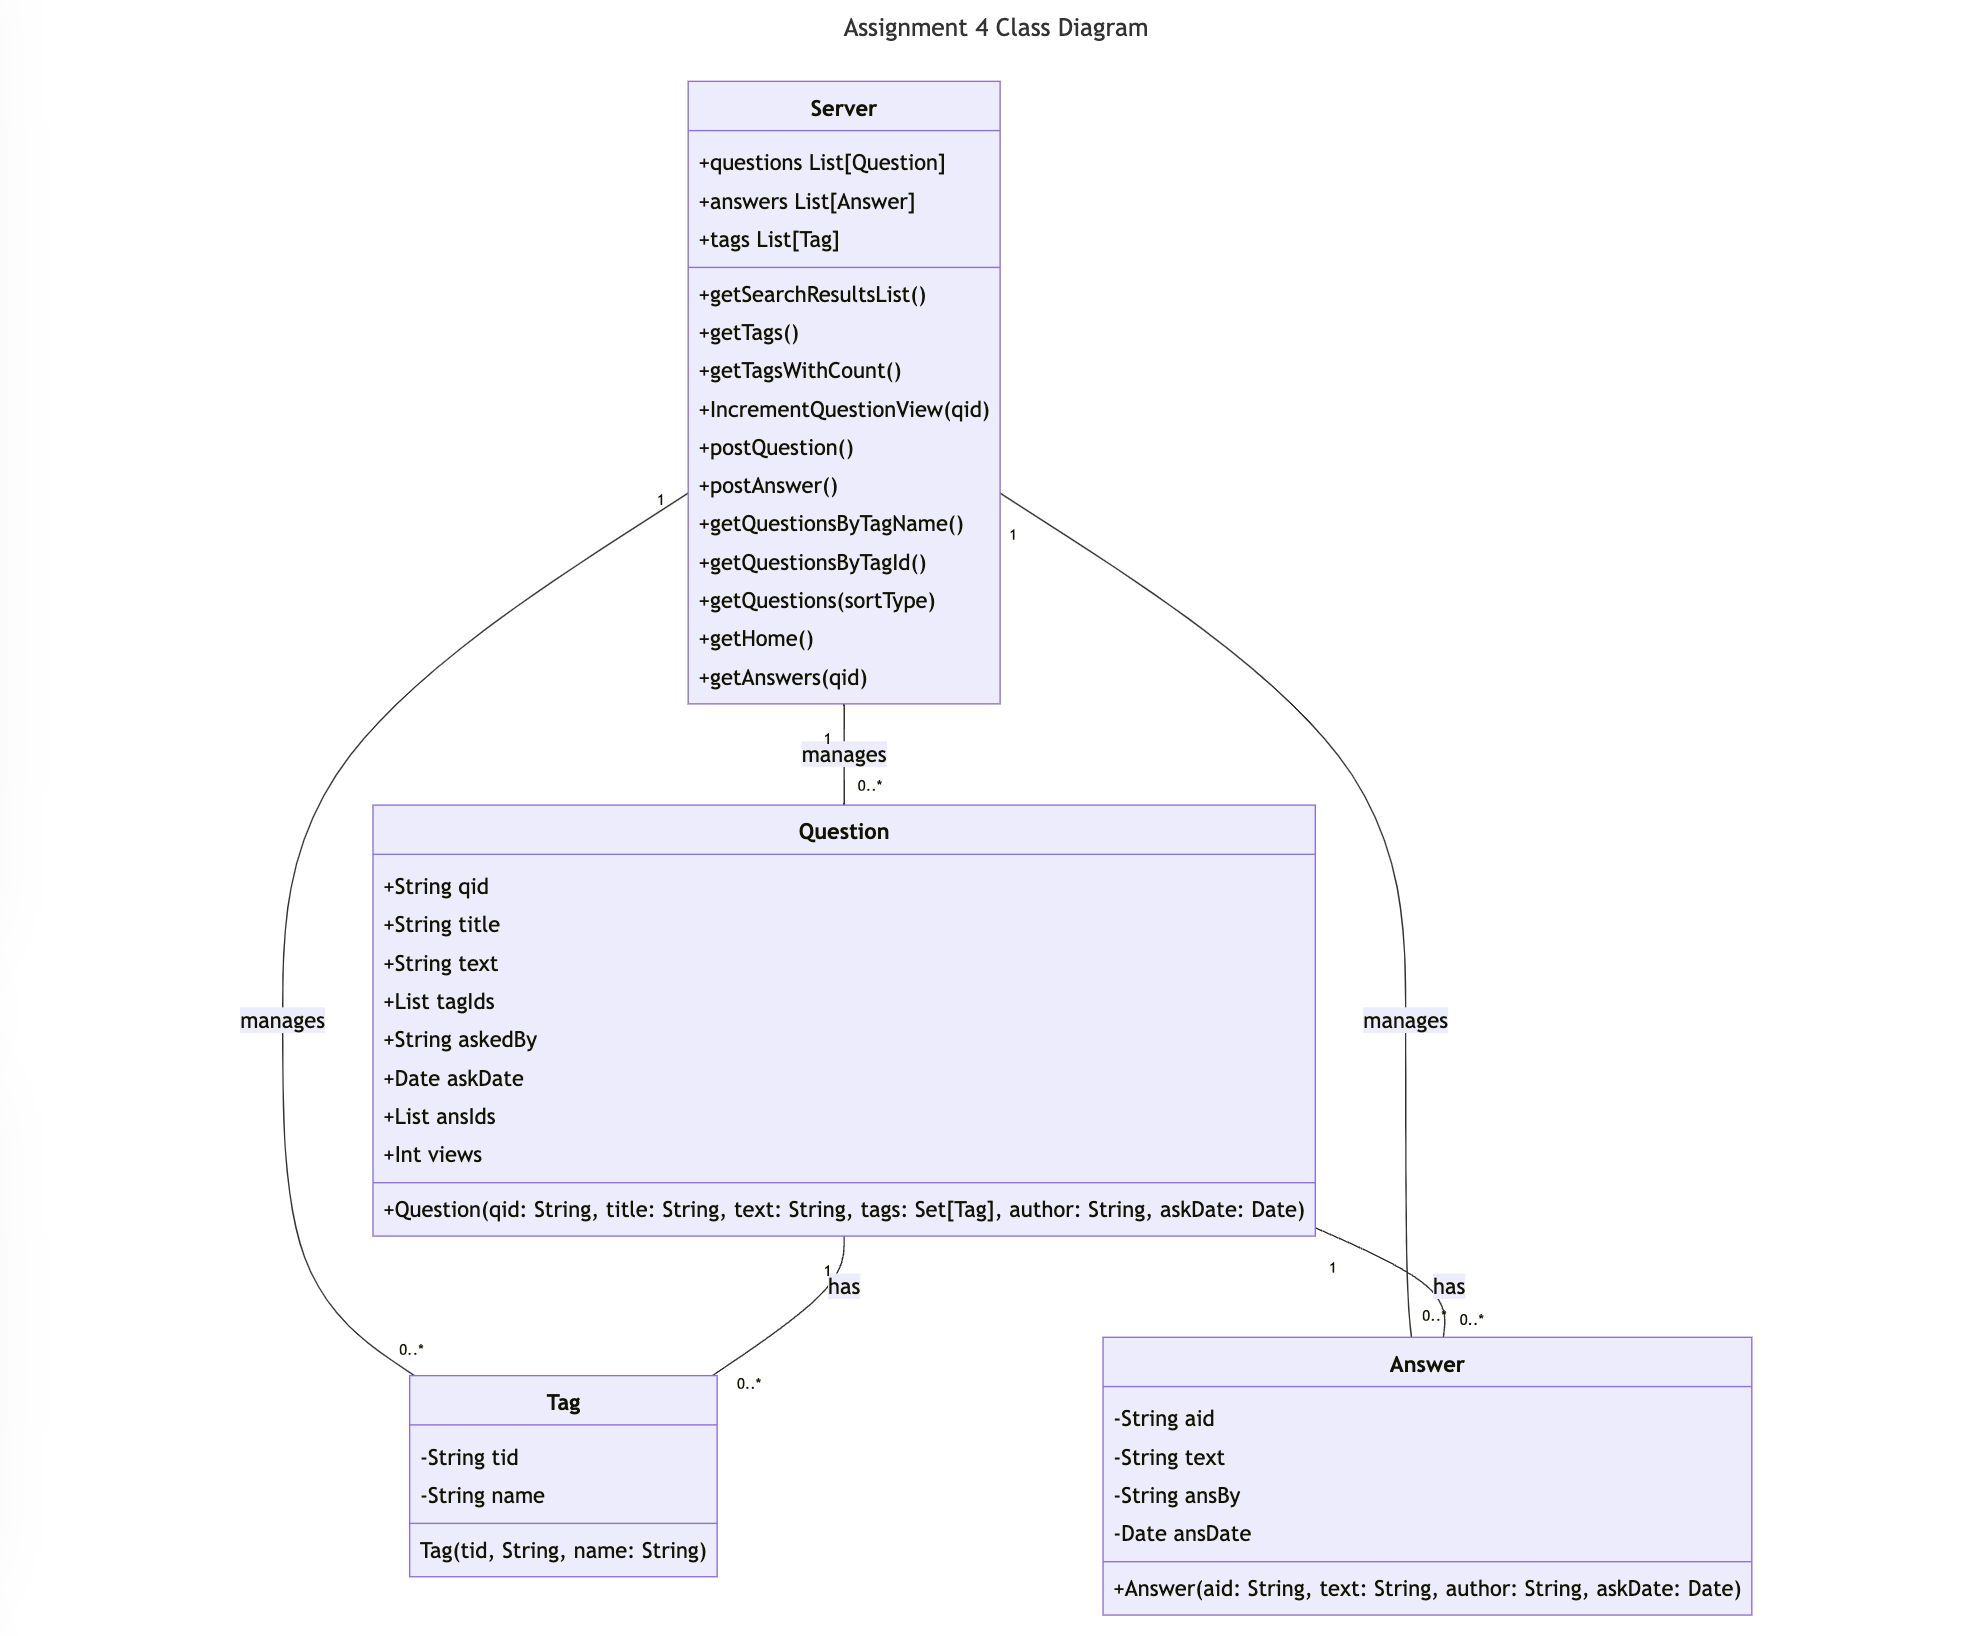 Assignment 4 Class Diagram
Server
+questions List[Question]
+answers List[Answer]
+tags List[Tag]
+getSearchResultsList()
+getTags()
+getTagsWithCount()
+IncrementQuestionView(qid)
+postQuestion()
+postAnswer()
+getQuestionsByTagName()
+getQuestionsByTagId()
+getQuestions(sortType)
+getHome()
+getAnswers(qid)
1
1
1
manages
0..*
Question
+String qid
+String title
+String text
+List tagIds
+String askedBy
+Date askDate
+List ansIds
+Int views
+Question(qid: String, title: String, text: String, tags: Set[Tag], author: String, askDate: Date)
manages
manages
1
has
1
has
0..*
0..*
0..*
0..*
Tag
-String tid
-String name
Tag(tid, String, name: String)
Answer
-String aid
-String text
-String ansBy
-Date ansDate
+Answer(aid: String, text: String, author: String, askDate: Date)